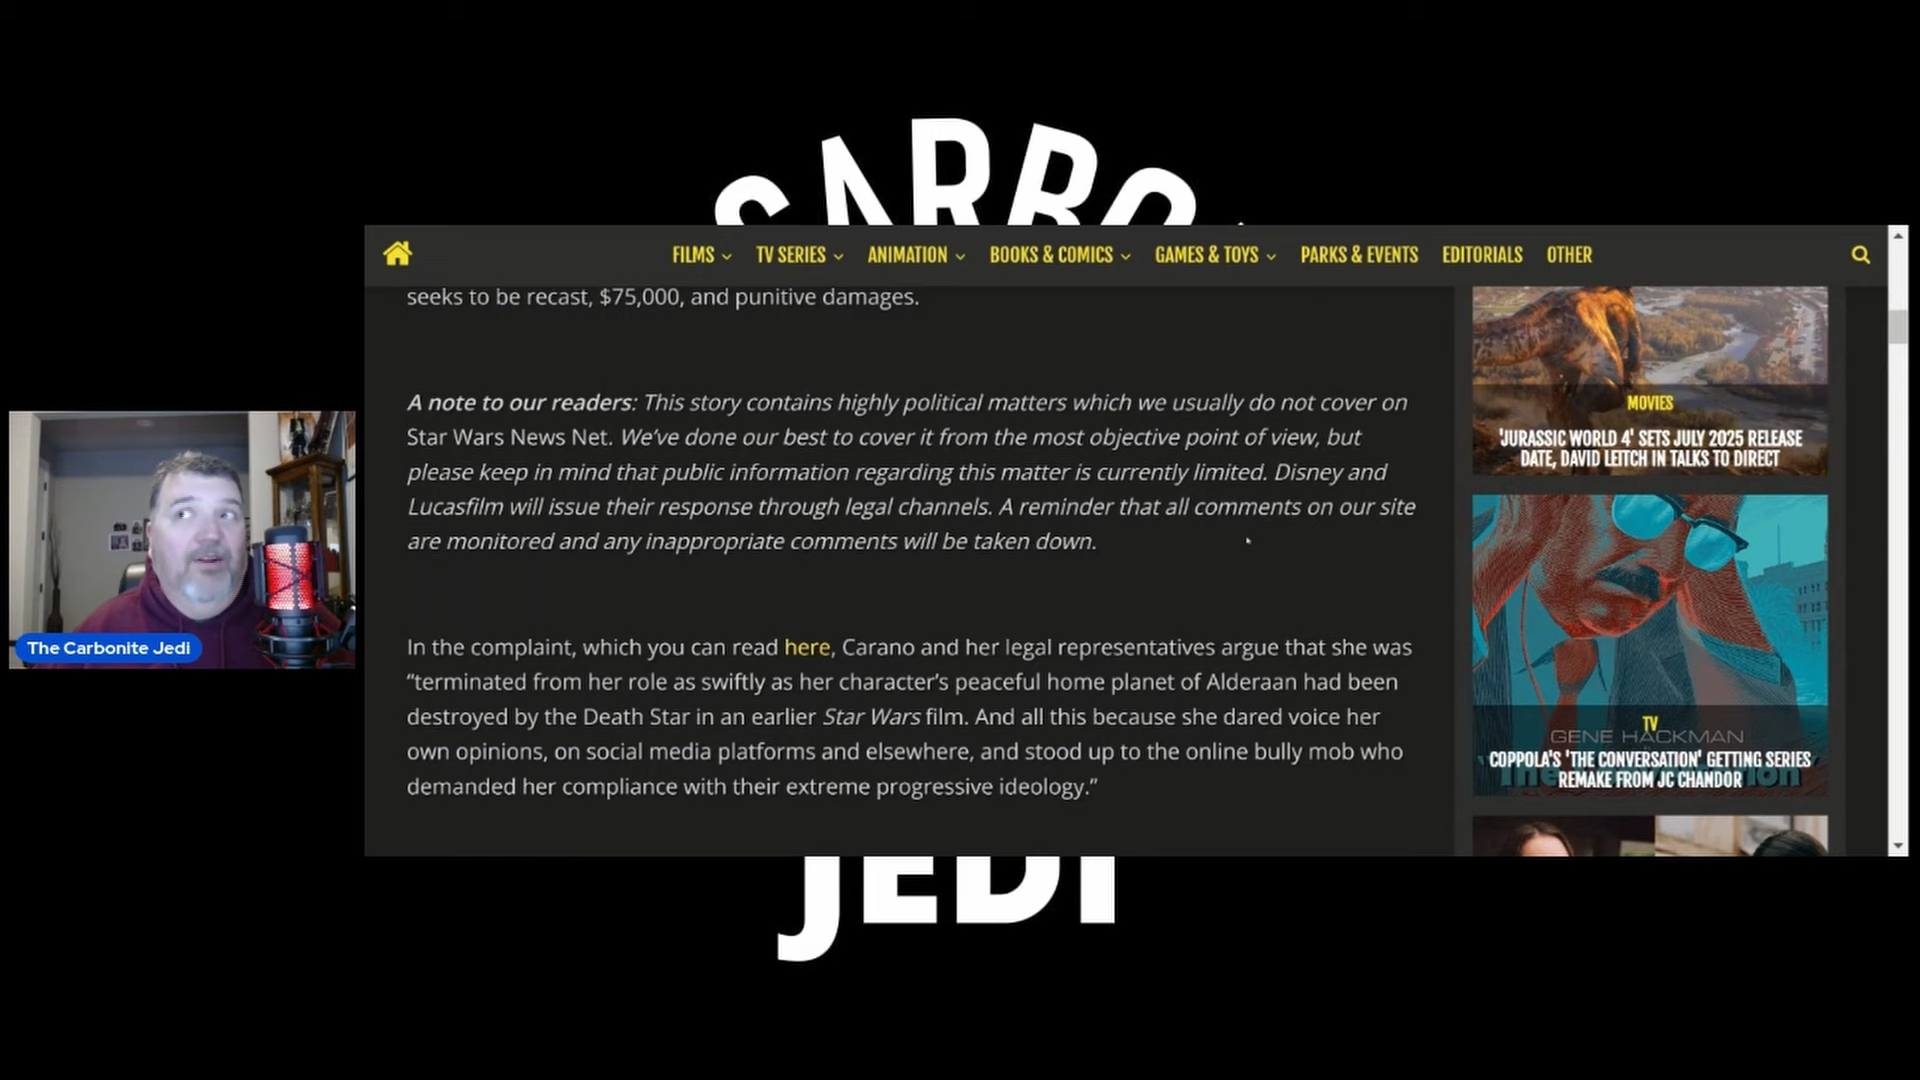 CARBO
FILMS TV SERIES ANIMATION BOOKS & COMICS GAMES & TOYS PARKS & EVENTS EDITORIALS OTHER
seeks to be recast, $75,000, and punitive damages.
A note to our readers: This story contains highly political matters which we usually do not cover on
Star Wars News Net. We've done our best to cover it from the most objective point of view, but
please keep in mind that public information regarding this matter is currently limited. Disney and
Lucasfilm will issue their response through legal channels. A reminder that all comments on our site
are monitored and any inappropriate comments will be taken down.
In the complaint, which you can read here, Carano and her legal representatives argue that she was
“terminated from her role as swiftly as her character’s peaceful home planet of Alderaan had been
destroyed by the Death Star in an earlier Star Wars film. And all this because she dared voice her
own opinions, on social media platforms and elsewhere, and stood up to the online bully mob who
demanded her compliance with their extreme progressive ideology.”
MOVIES
'JURASSIC WORLD 4' SETS JULY 2025 RELEASE
DATE, DAVID LEITCH IN TALKS TO DIRECT
TV
GENE HACKMAN
COPPOLA'S 'THE CONVERSATION' GETTING SERIES
REMAKE FROM JC CHANDOR
The Carbonite Jedi
JEDI